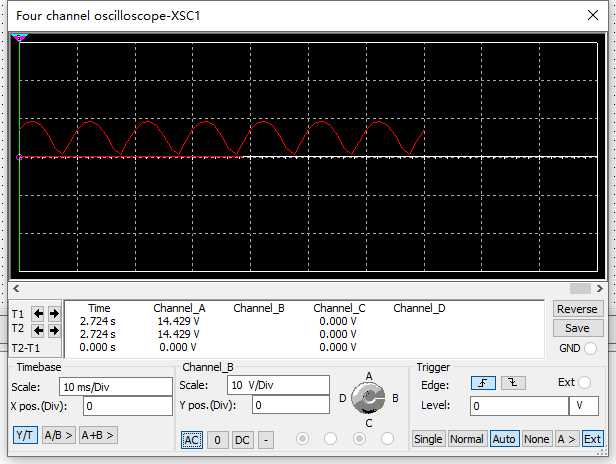 Four channel oscilloscope-XSC1
T1
T2
T2-T1
Time Channel_A Channel_B Channel_C Channel_D
2.724 s 14.429 V 0.000 V
2.724 s 14.429 V 0.000 V
0.000 s 0.000 V 0.000 V
Reverse
Save
GND
Timebase
Scale: 10 ms/Div
X pos.(Div): 0
Y/T A/B > A+B >
Channel_B
Scale: 10 V/Div
Y pos.(Div): 0
AC 0 DC -
A
D B
C
Trigger
Edge: Ext
Level: 0 V
Single Normal Auto None A > Ext